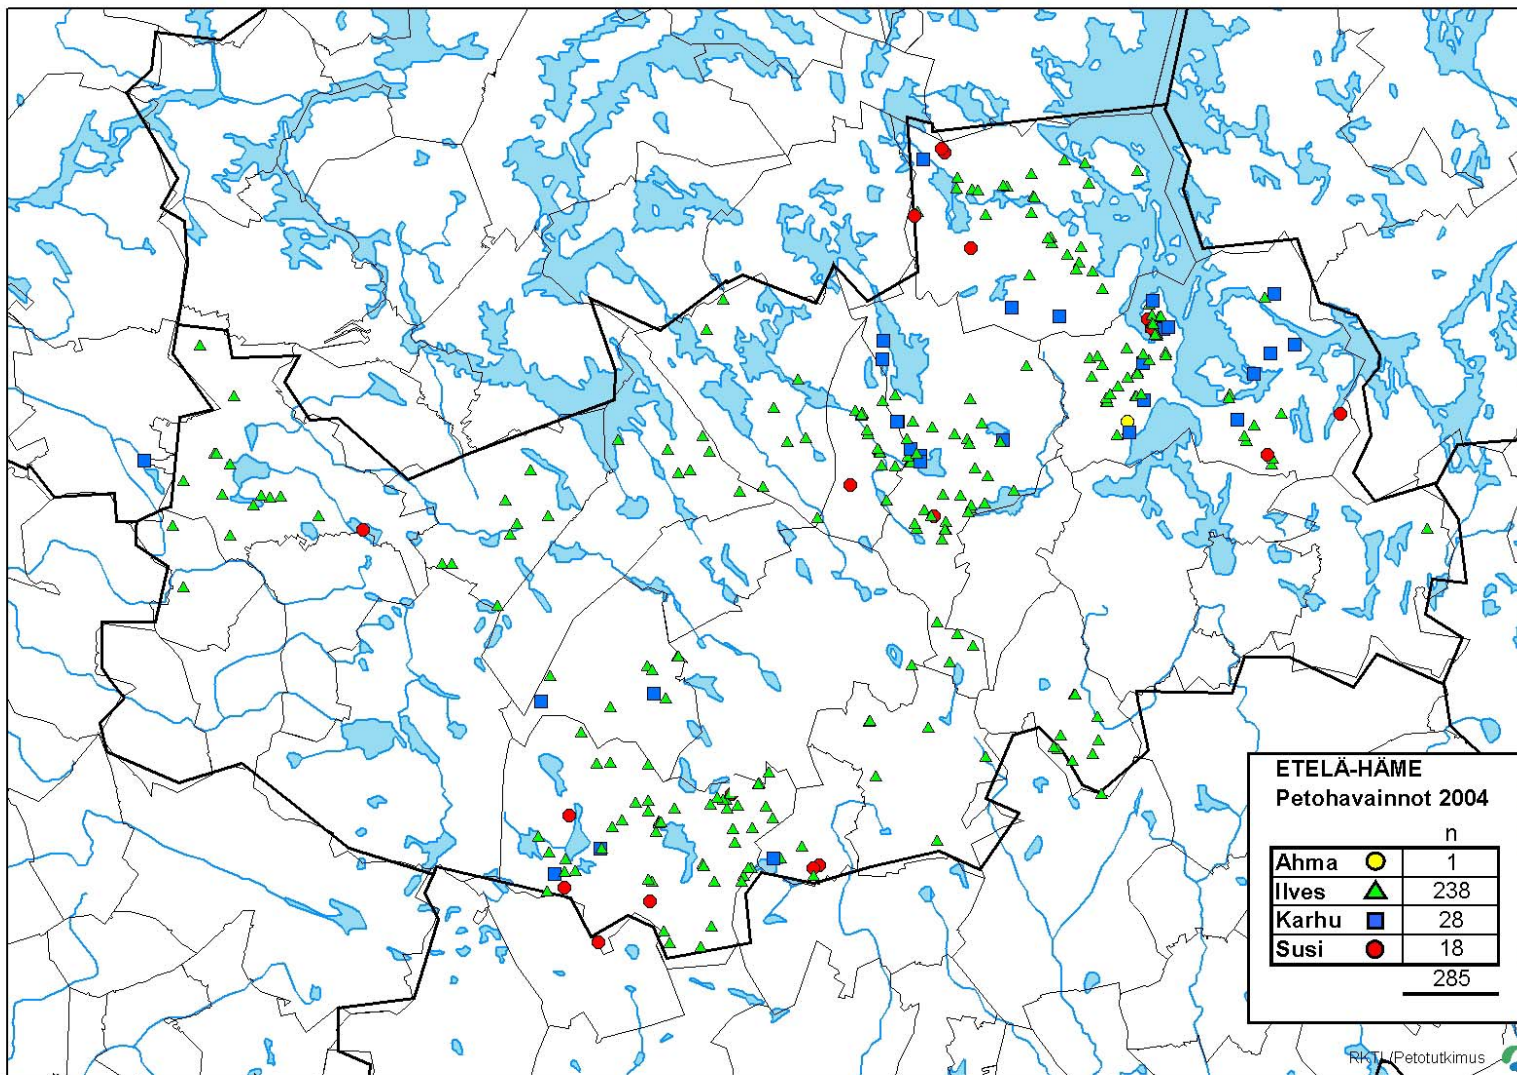 ETELÄ-HÄME
Petohavainnot 2004
n
Ahma 1
Ilves 238
Karhu 28
Susi 18
285
RKTL/Petotutkimus